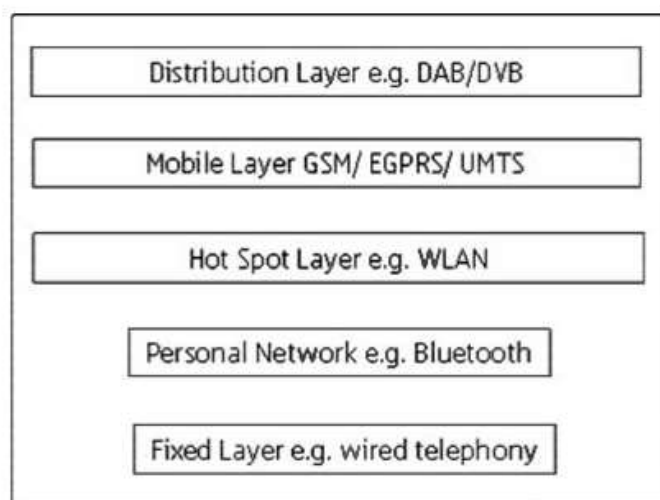 Distribution Layer e.g. DAB/DVB
Mobile Layer GSM/ EGPRS/ UMTS
Hot Spot Layer e.g. WLAN
Personal Network e.g. Bluetooth
Fixed Layer e.g. wired telephony